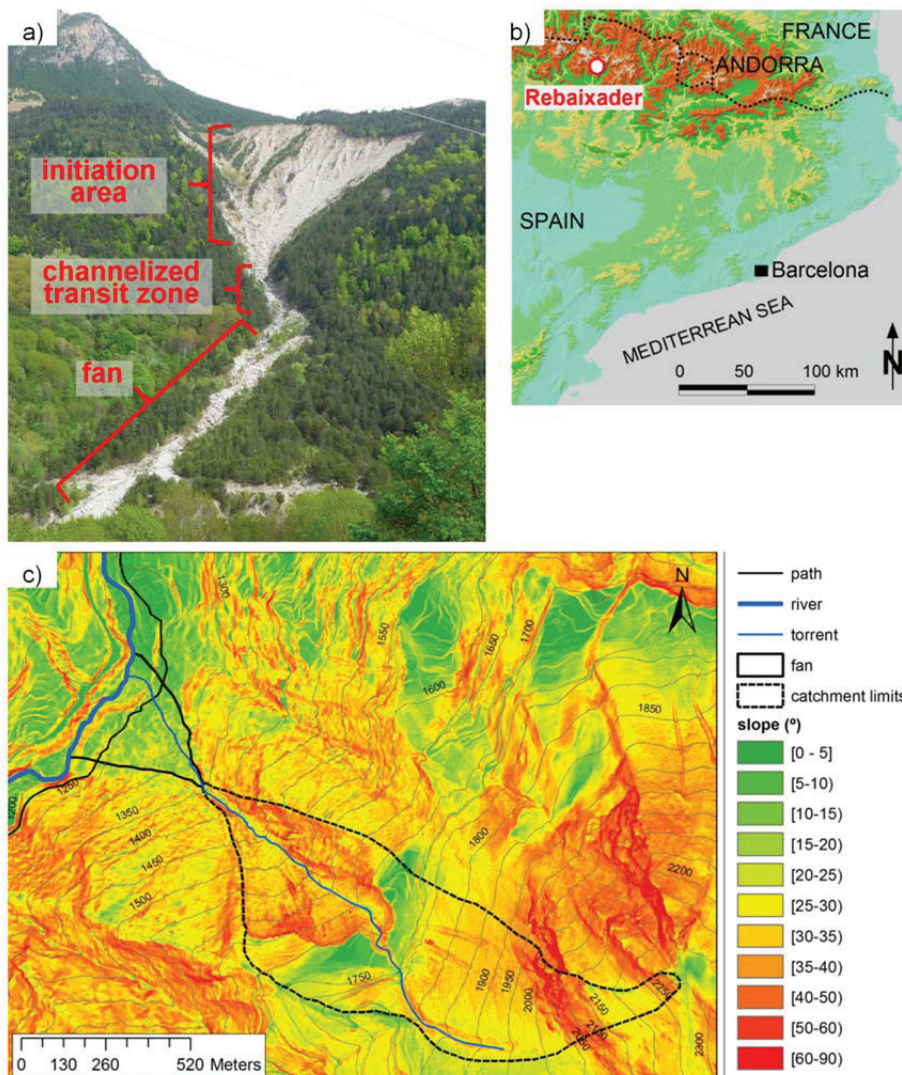 a)
initiation
area
channelized
transit zone
fan
b)
FRANCE
ANDORRA
Rebaixader
SPAIN
Barcelona
MEDITERREAN SEA
N
0 50 100 km
c)
N
1300
1550
1600
1650
1700
1850
1200
1250
1350
1400
1450
1500
1800
2200
1750
1900
1950
2000
2150
2250
2300
0 130 260 520 Meters
path
river
torrent
fan
catchment limits
slope (º)
[0 - 5]
[5-10)
[10-15)
[15-20)
[20-25)
[25-30)
[30-35)
[35-40)
[40-50)
[50-60)
[60-90)